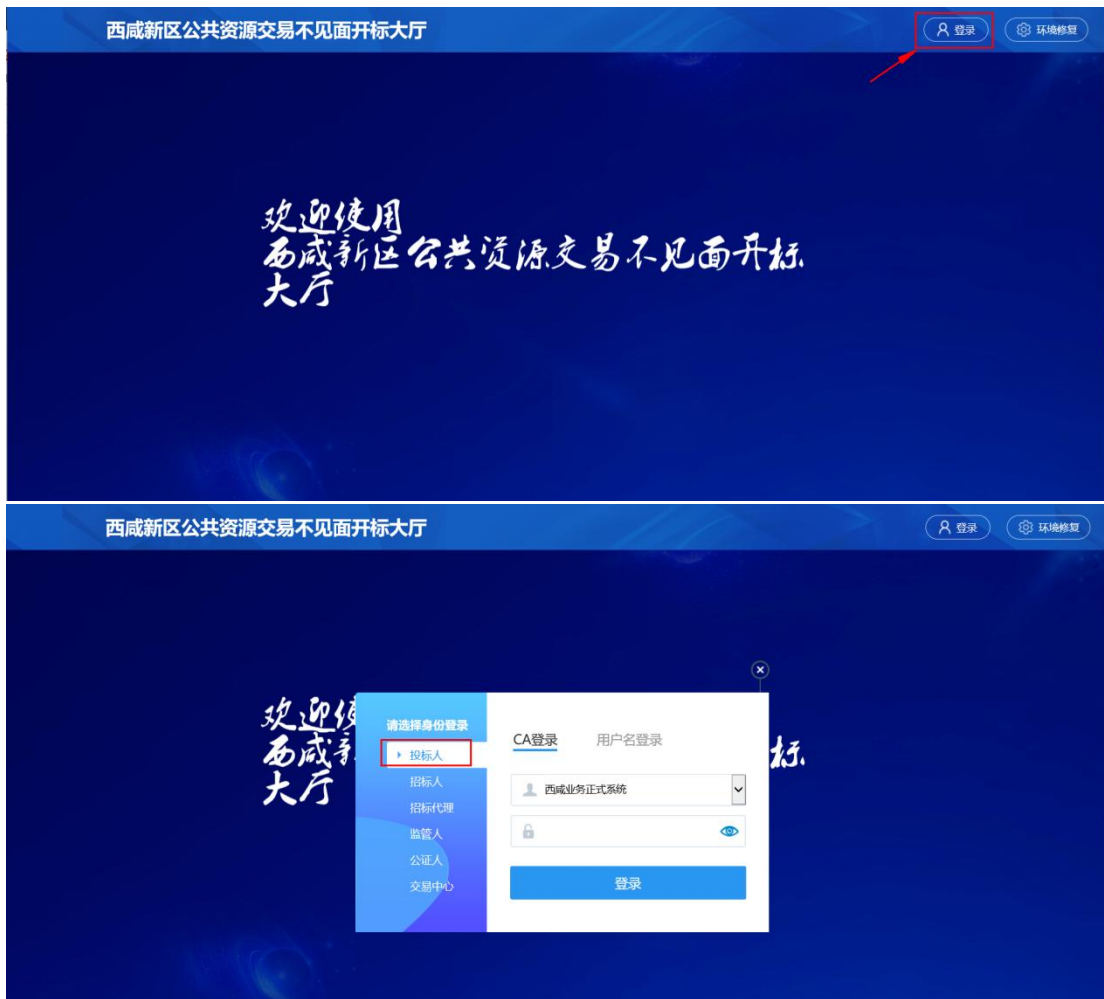 西咸新区公共资源交易不见面开标大厅
登录
环境修复
欢迎使用
西咸新区公共资源交易不见面开标
大厅
西咸新区公共资源交易不见面开标大厅
登录
环境修复
欢迎使
西咸新
标
大厅
请选择身份登录
投标人
招标人
招标代理
监管人
公证人
交易中心
CA登录 用户名登录
西咸业务正式系统
登录